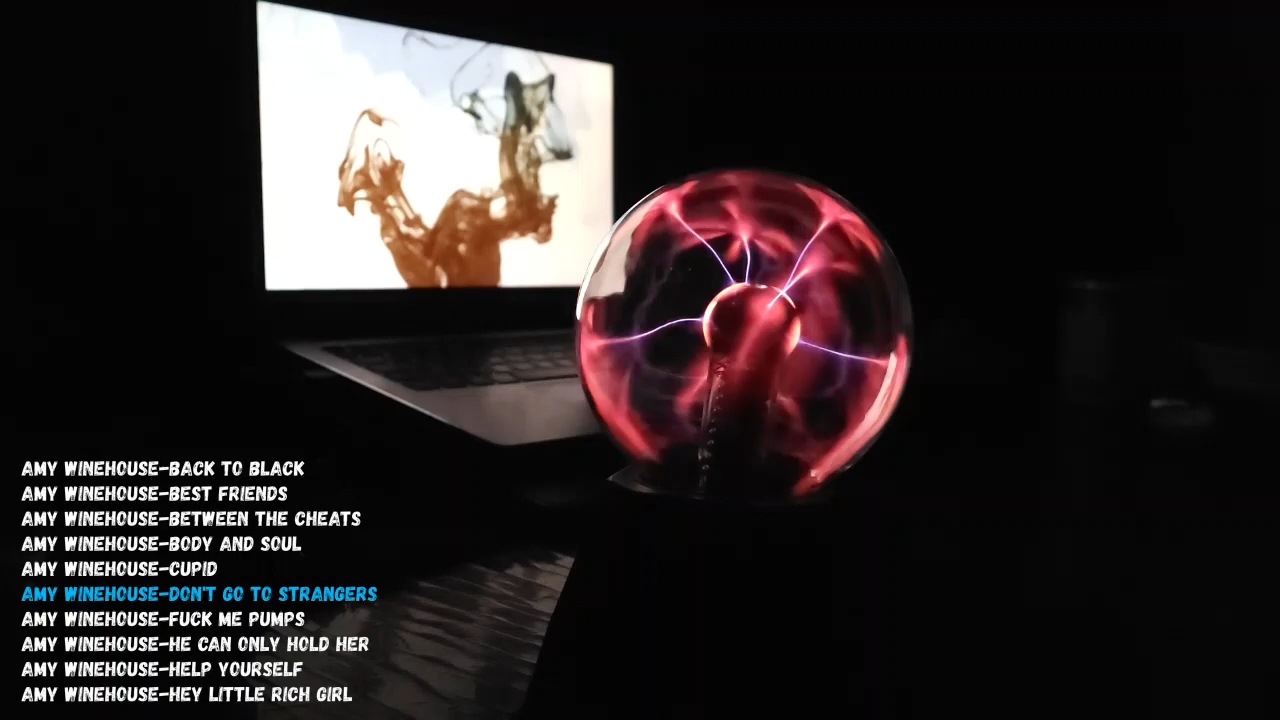 AMY WINEHOUSE-BACK TO BLACK
AMY WINEHOUSE-BEST FRIENDS
AMY WINEHOUSE-BETWEEN THE CHEATS
AMY WINEHOUSE-BODY AND SOUL
AMY WINEHOUSE-CUPID
AMY WINEHOUSE-DON'T GO TO STRANGERS
AMY WINEHOUSE-FUCK ME PUMPS
AMY WINEHOUSE-HE CAN ONLY HOLD HER
AMY WINEHOUSE-HELP YOURSELF
AMY WINEHOUSE-HEY LITTLE RICH GIRL